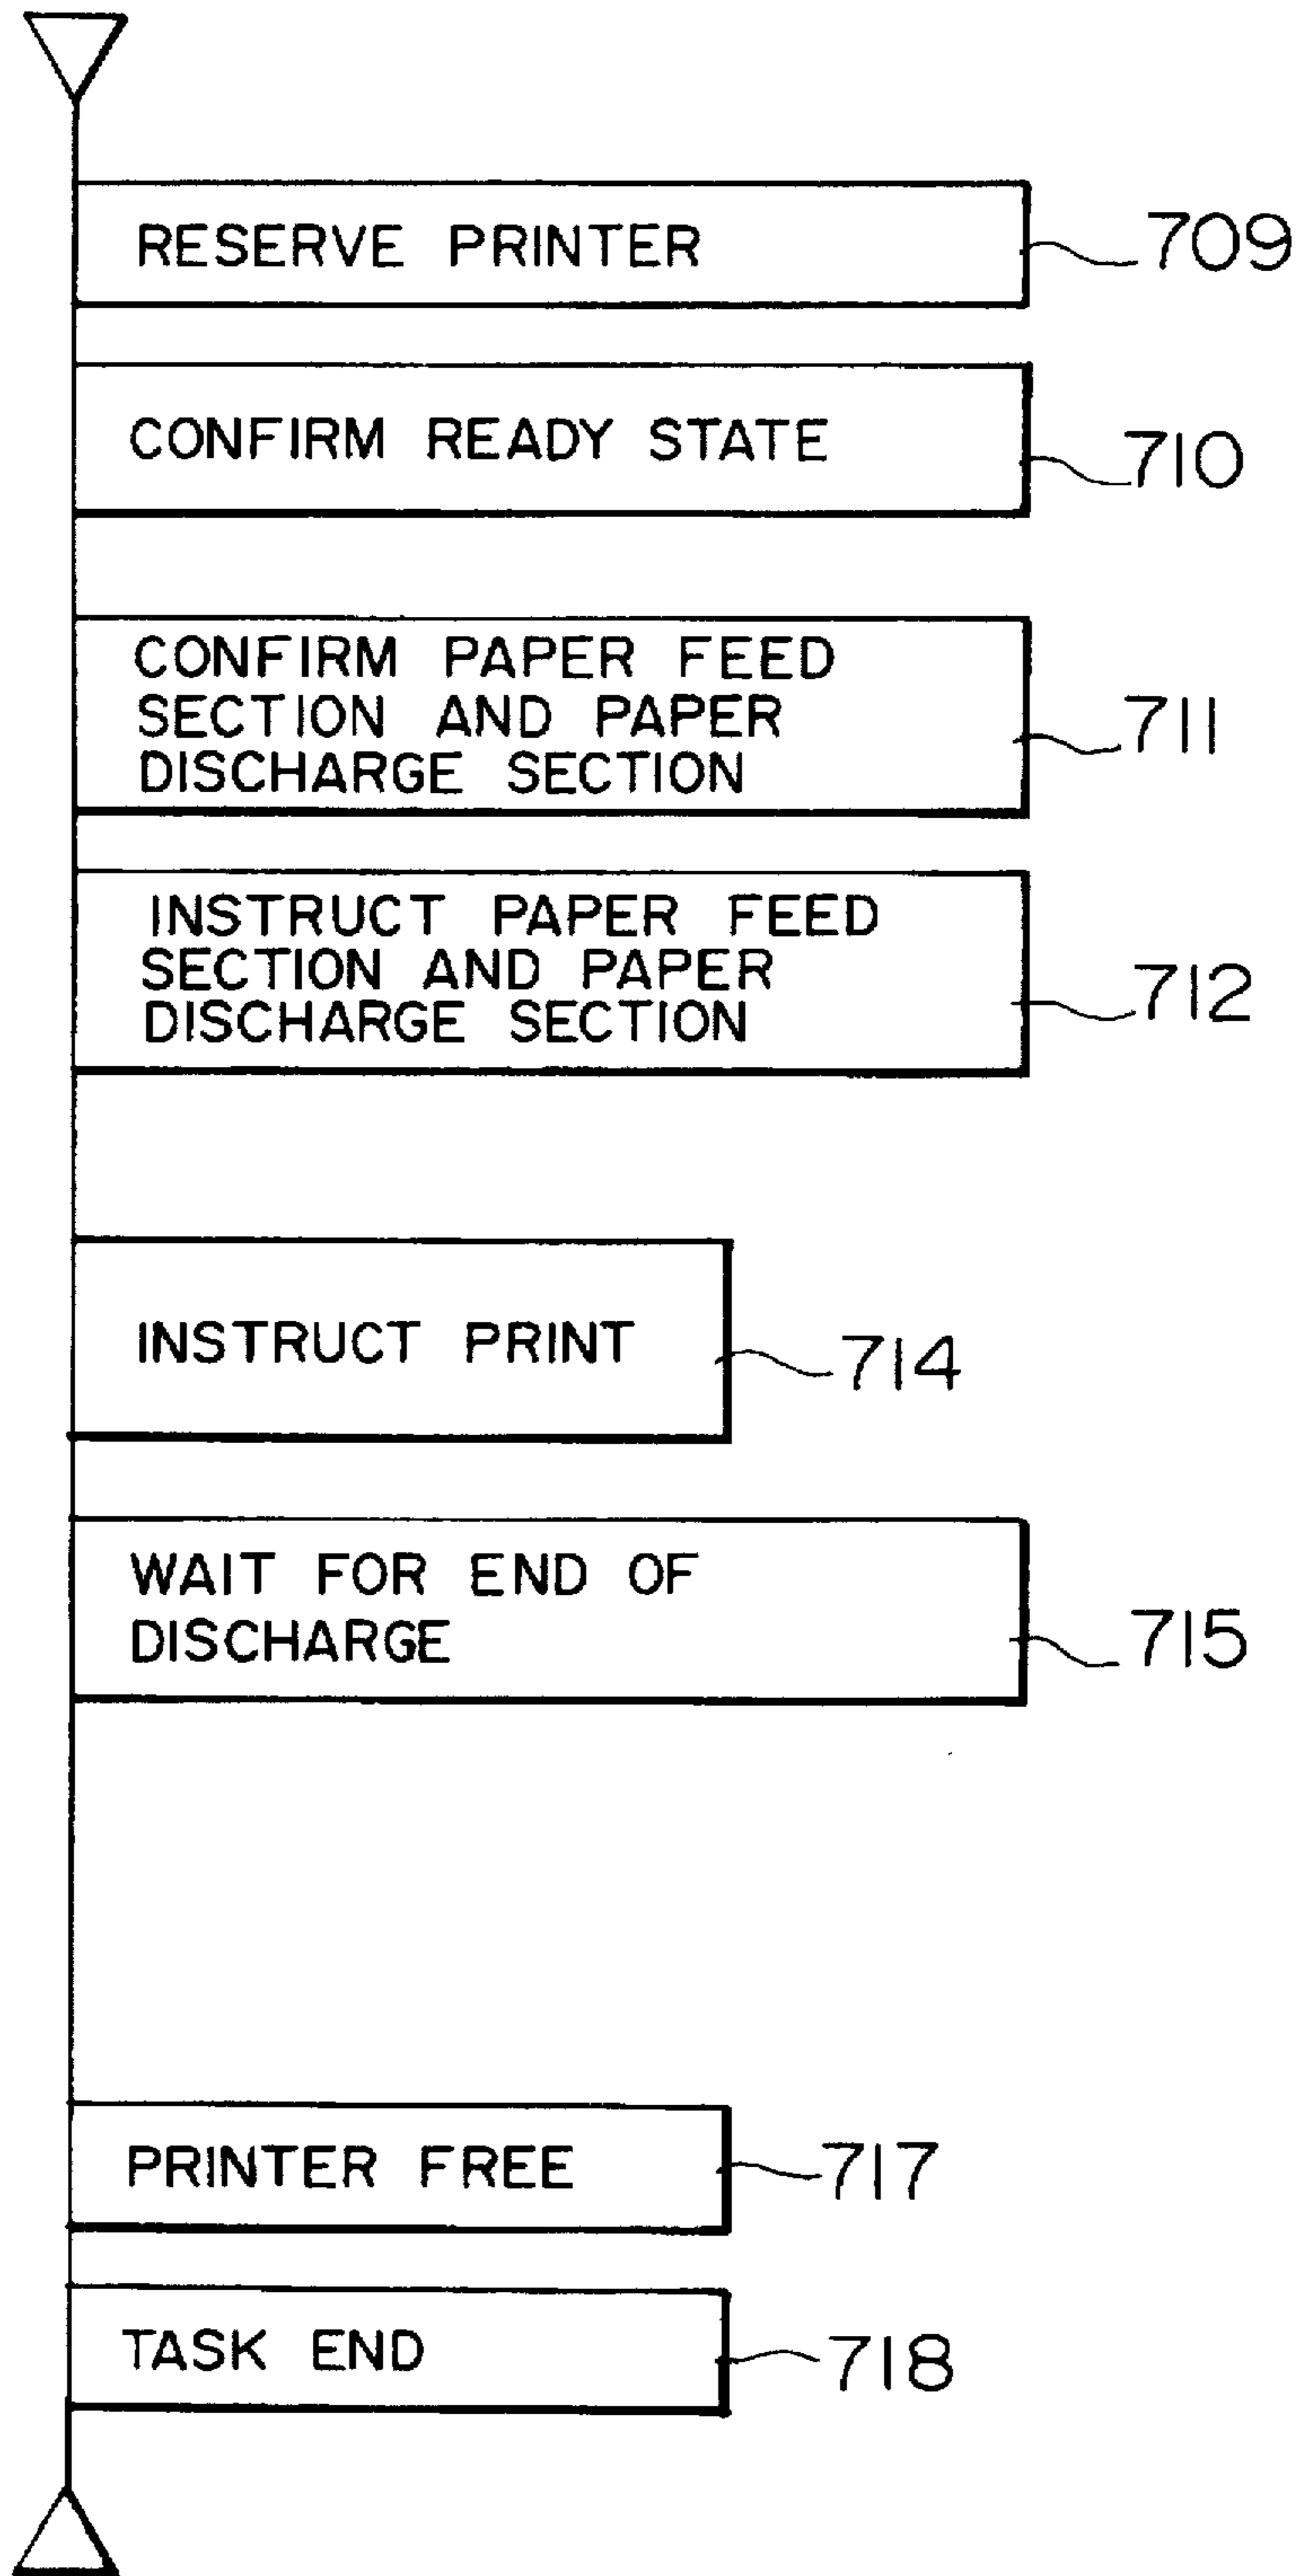 RESERVE PRINTER
709
CONFIRM READY STATE
710
CONFIRM PAPER FEED
SECTION AND PAPER
DISCHARGE SECTION
711
INSTRUCT PAPER FEED
SECTION AND PAPER
DISCHARGE SECTION
712
INSTRUCT PRINT
714
WAIT FOR END OF
DISCHARGE
715
PRINTER FREE
717
TASK END
718